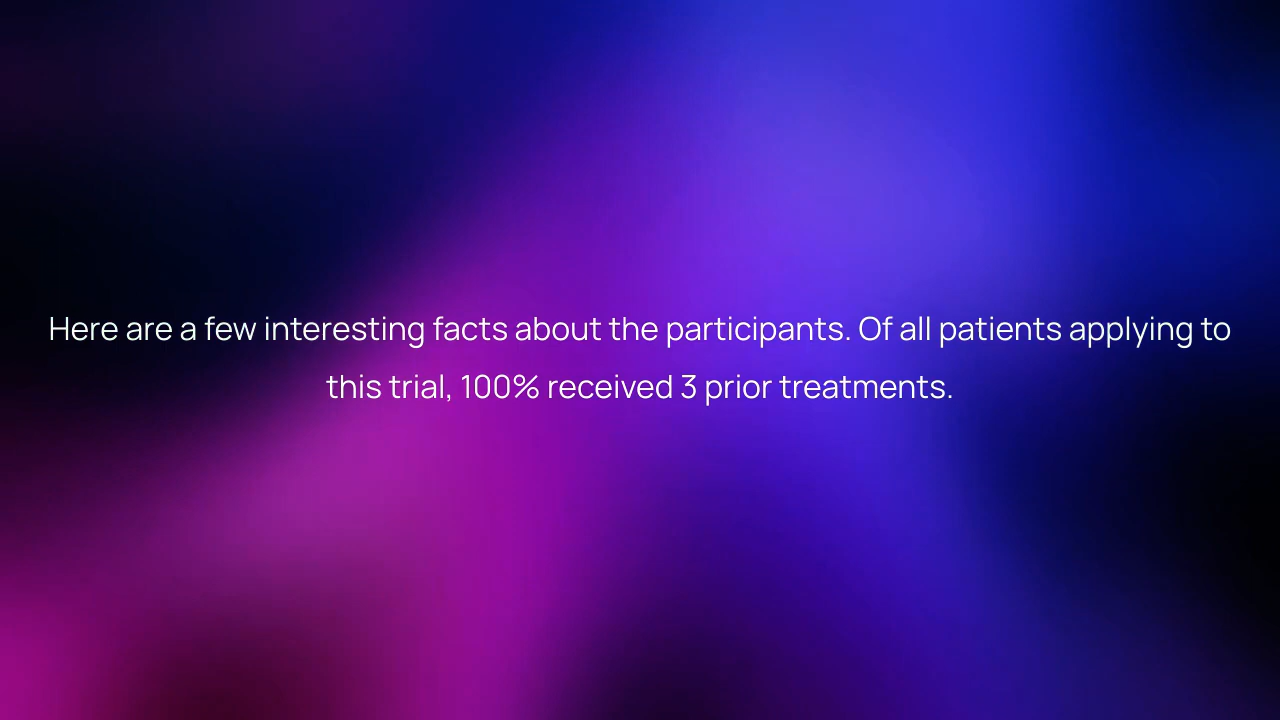 Here are a few interesting facts about the participants. Of all patients applying to
this trial, 100% received 3 prior treatments.